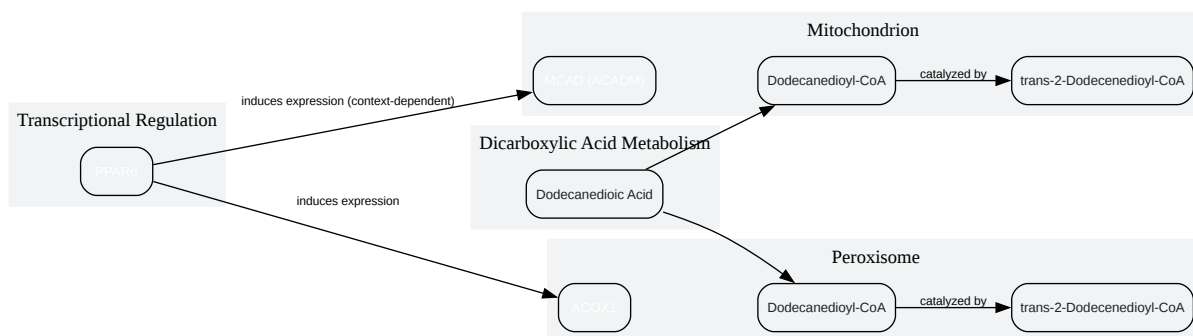 Mitochondrion
MCAD (ACADM)
Dodecanedioyl-CoA
catalyzed by
trans-2-Dodecenedioyl-CoA
induces expression (context-dependent)
Transcriptional Regulation
PPARα
Dicarboxylic Acid Metabolism
Dodecanedioic Acid
induces expression
Peroxisome
ACOX1
Dodecanedioyl-CoA
catalyzed by
trans-2-Dodecenedioyl-CoA